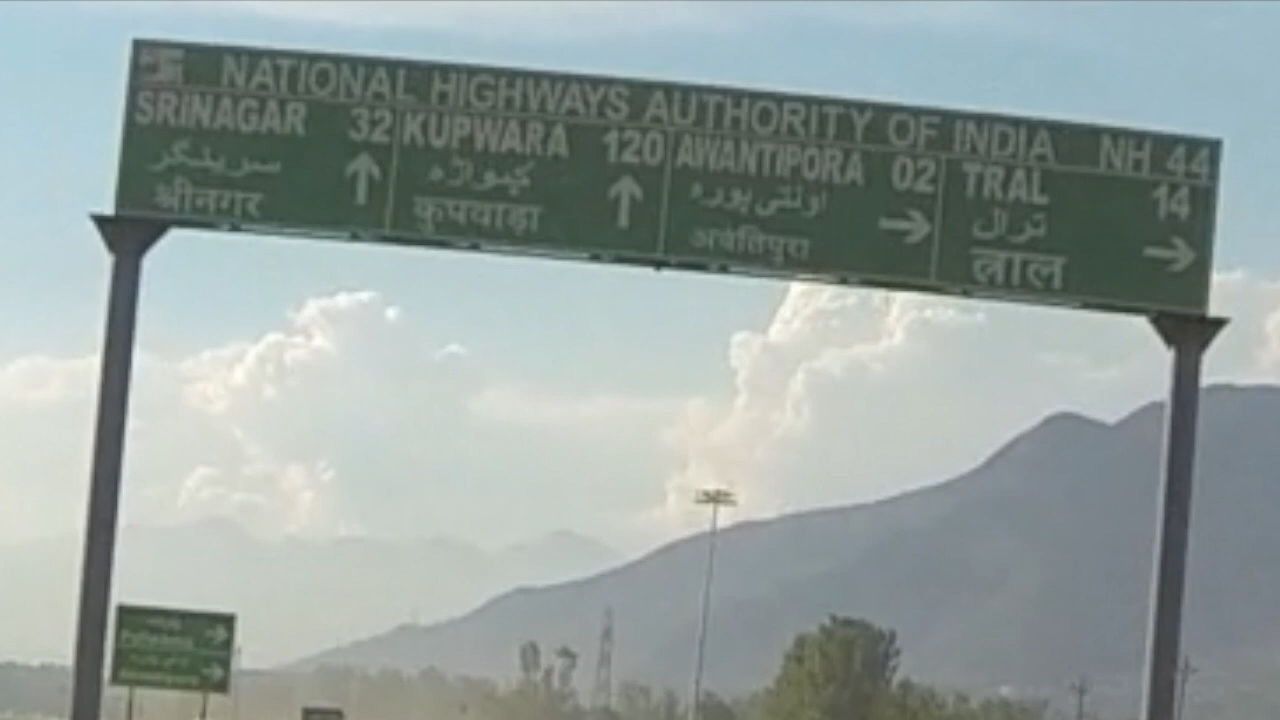 NATIONAL HIGHWAYS AUTHORITY OF INDIA NH 44
SRINAGAR 32
سرینگر
श्रीनगर
KUPWARA 120
کپواڑہ
कुपवाड़ा
AWANTIPORA 02
اونتی پورہ
अवंतिपुरा
TRAL 14
ترال
त्राल